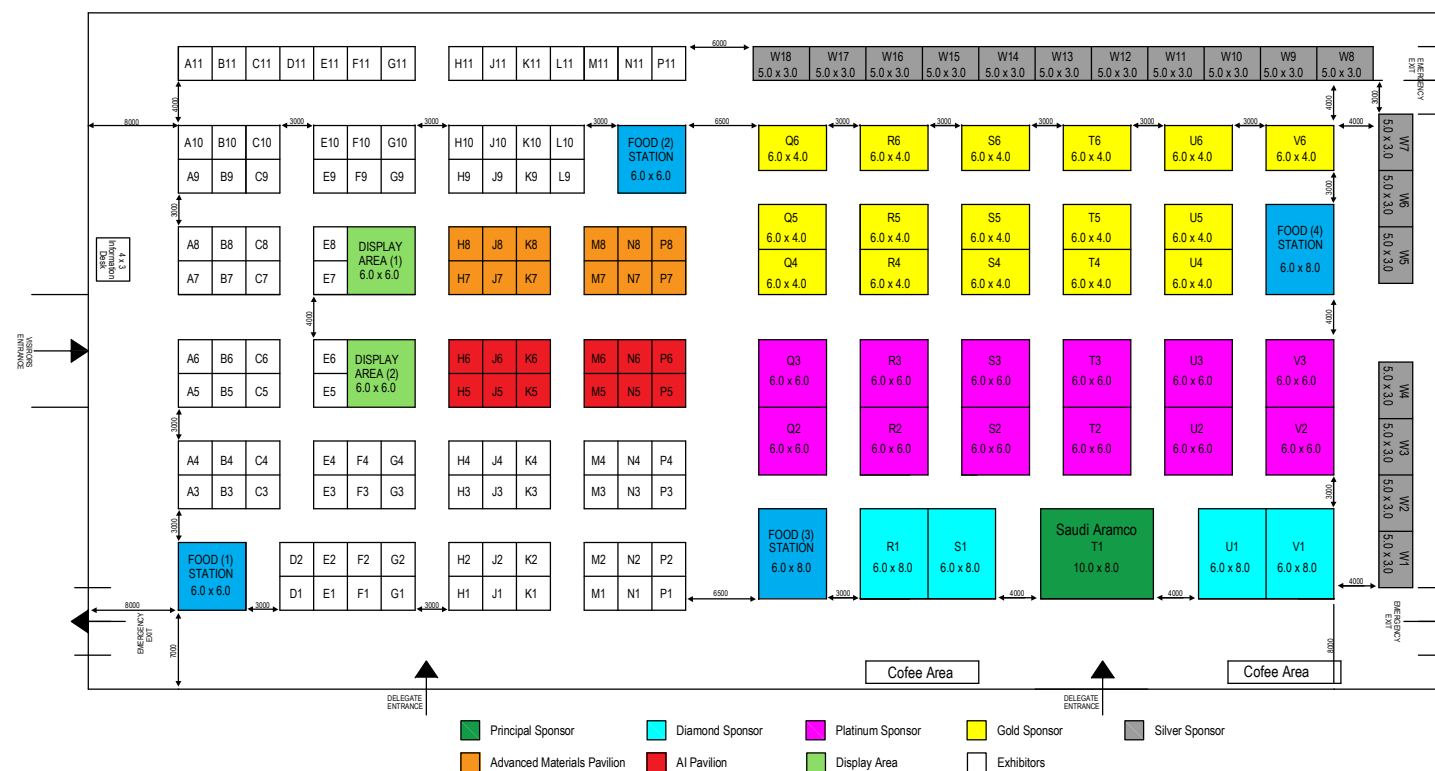 A11 B11 C11 D11 E11 F11 G11 H11 J11 K11 L11 M11 N11 P11
6000
W18 W17 W16 W15 W14 W13 W12 W11 W10 W9 W8
5.0 x 3.0 5.0 x 3.0 5.0 x 3.0 5.0 x 3.0 5.0 x 3.0 5.0 x 3.0 5.0 x 3.0 5.0 x 3.0 5.0 x 3.0 5.0 x 3.0 5.0 x 3.0
EMERGENCY
EXIT
EMERGENCY
EXIT
4000
4000
3000
8000 3000 3000 3000 6500 3000 3000 3000 3000 3000 4000
A10 B10 C10 E10 F10 G10 H10 J10 K10 L10
A9 B9 C9 E9 F9 G9 H9 J9 K9 L9
FOOD (2)
STATION
6.0 x 6.0
Q6 R6 S6 T6 U6 V6
6.0 x 4.0 6.0 x 4.0 6.0 x 4.0 6.0 x 4.0 6.0 x 4.0 6.0 x 4.0
W7
5.0 x 3.0
W6
5.0 x 3.0
W5
5.0 x 3.0
3000
3000
4 x 3
Information
Desk
A8 B8 C8 E8
A7 B7 C7 E7
DISPLAY
AREA (1)
6.0 x 6.0
H8 J8 K8 M8 N8 P8
H7 J7 K7 M7 N7 P7
Q5 R5 S5 T5 U5
6.0 x 4.0 6.0 x 4.0 6.0 x 4.0 6.0 x 4.0 6.0 x 4.0
Q4 R4 S4 T4 U4
6.0 x 4.0 6.0 x 4.0 6.0 x 4.0 6.0 x 4.0 6.0 x 4.0
FOOD (4)
STATION
6.0 x 8.0
4000
4000
VISIRORS
ENTRANCE
A6 B6 C6 E6
A5 B5 C5 E5
DISPLAY
AREA (2)
6.0 x 6.0
H6 J6 K6 M6 N6 P6
H5 J5 K5 M5 N5 P5
Q3 R3 S3 T3 U3 V3
6.0 x 6.0 6.0 x 6.0 6.0 x 6.0 6.0 x 6.0 6.0 x 6.0 6.0 x 6.0
Q2 R2 S2 T2 U2 V2
6.0 x 6.0 6.0 x 6.0 6.0 x 6.0 6.0 x 6.0 6.0 x 6.0 6.0 x 6.0
W4
5.0 x 3.0
W3
5.0 x 3.0
W2
5.0 x 3.0
W1
5.0 x 3.0
3000
A4 B4 C4 E4 F4 G4 H4 J4 K4 M4 N4 P4
A3 B3 C3 E3 F3 G3 H3 J3 K3 M3 N3 P3
3000
3000
FOOD (1)
STATION
6.0 x 6.0
D2 E2 F2 G2 H2 J2 K2 M2 N2 P2
D1 E1 F1 G1 H1 J1 K1 M1 N1 P1
FOOD (3)
STATION
6.0 x 8.0
R1 S1
6.0 x 8.0 6.0 x 8.0
Saudi Aramco
T1
10.0 x 8.0
U1 V1
6.0 x 8.0 6.0 x 8.0
8000 3000 3000 6500 3000 4000 4000 4000
EMERGENCY
EXIT
7000
8000
EMERGENCY
EXIT
Cofee Area
Cofee Area
DELEGATE
ENTRANCE
DELEGATE
ENTRANCE
Principal Sponsor Diamond Sponsor Platinum Sponsor Gold Sponsor Silver Sponsor
Advanced Materials Pavilion AI Pavilion Display Area Exhibitors